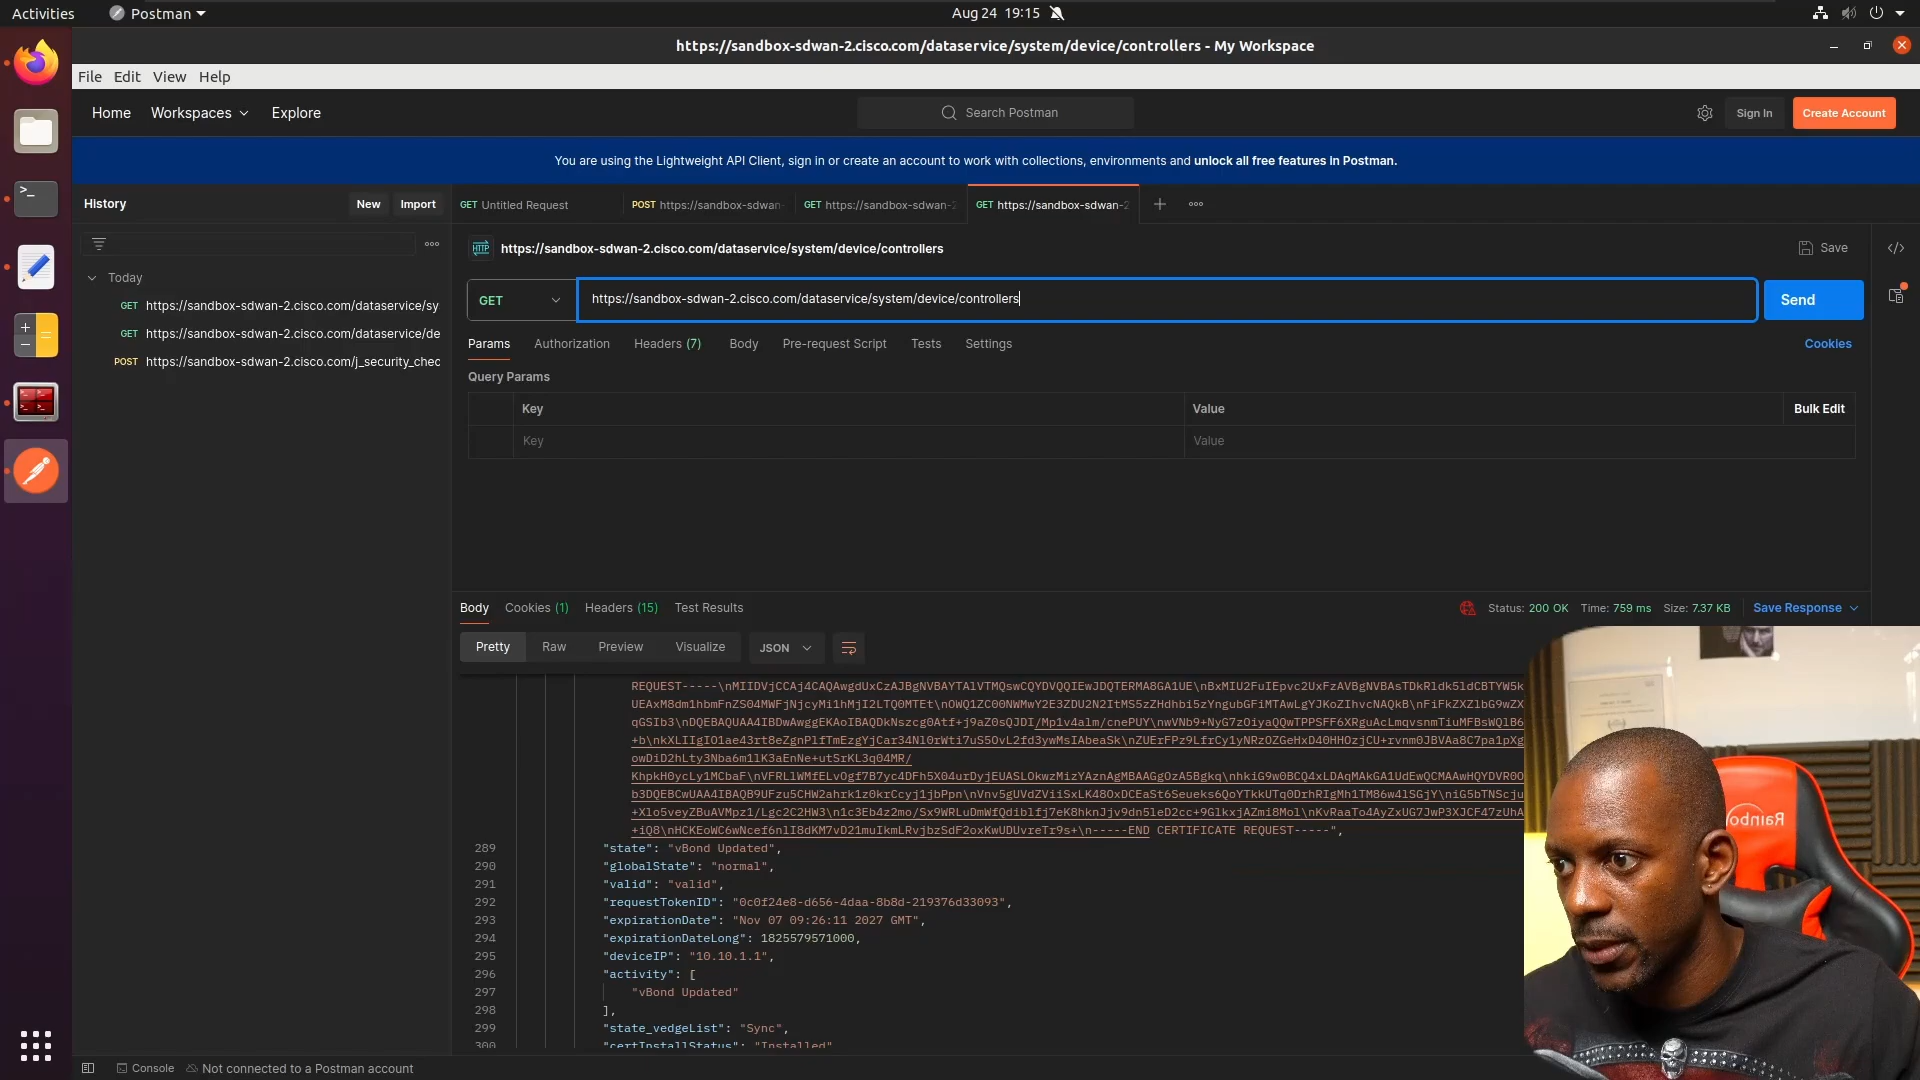 Activities
Postman
Aug 24 19:15
https://sandbox-sdwan-2.cisco.com/dataservice/system/device/controllers - My Workspace
File Edit View Help
Home Workspaces Explore
Search Postman
Sign In
Create Account
You are using the Lightweight API Client, sign in or create an account to work with collections, environments and unlock all free features in Postman.
History
New
Import
GET Untitled Request
POST https://sandbox-sdwan-
GET https://sandbox-sdwan-2
GET https://sandbox-sdwan-2
HTTP https://sandbox-sdwan-2.cisco.com/dataservice/system/device/controllers
Save
Today
GET https://sandbox-sdwan-2.cisco.com/dataservice/sy
GET https://sandbox-sdwan-2.cisco.com/dataservice/de
POST https://sandbox-sdwan-2.cisco.com/j_security_chec
GET
https://sandbox-sdwan-2.cisco.com/dataservice/system/device/controllers
Send
Params Authorization Headers (7) Body Pre-request Script Tests Settings
Cookies
Query Params
Key Value Bulk Edit
Key Value
Body Cookies (1) Headers (15) Test Results
Status: 200 OK Time: 759 ms Size: 7.37 KB Save Response
Pretty Raw Preview Visualize JSON
+iQ8\nHCKEoWC6wNcef6nlI8dKM7vD21muIkmLRvjbzSdF2oxKwUDUvreTr9s+\n-----END CERTIFICATE REQUEST-----",
289 "state": "vBond Updated",
290 "globalState": "normal",
291 "valid": "valid",
292 "requestTokenID": "0c0f24e8-d656-4daa-8b8d-219376d33093",
293 "expirationDate": "Nov 07 09:26:11 2027 GMT",
294 "expirationDateLong": 1825579571000,
295 "deviceIP": "10.10.1.1",
296 "activity": [
297 "vBond Updated"
298 ],
299 "state_vedgeList": "Sync",
300 "certInstallStatus": "Installed"
Console Not connected to a Postman account